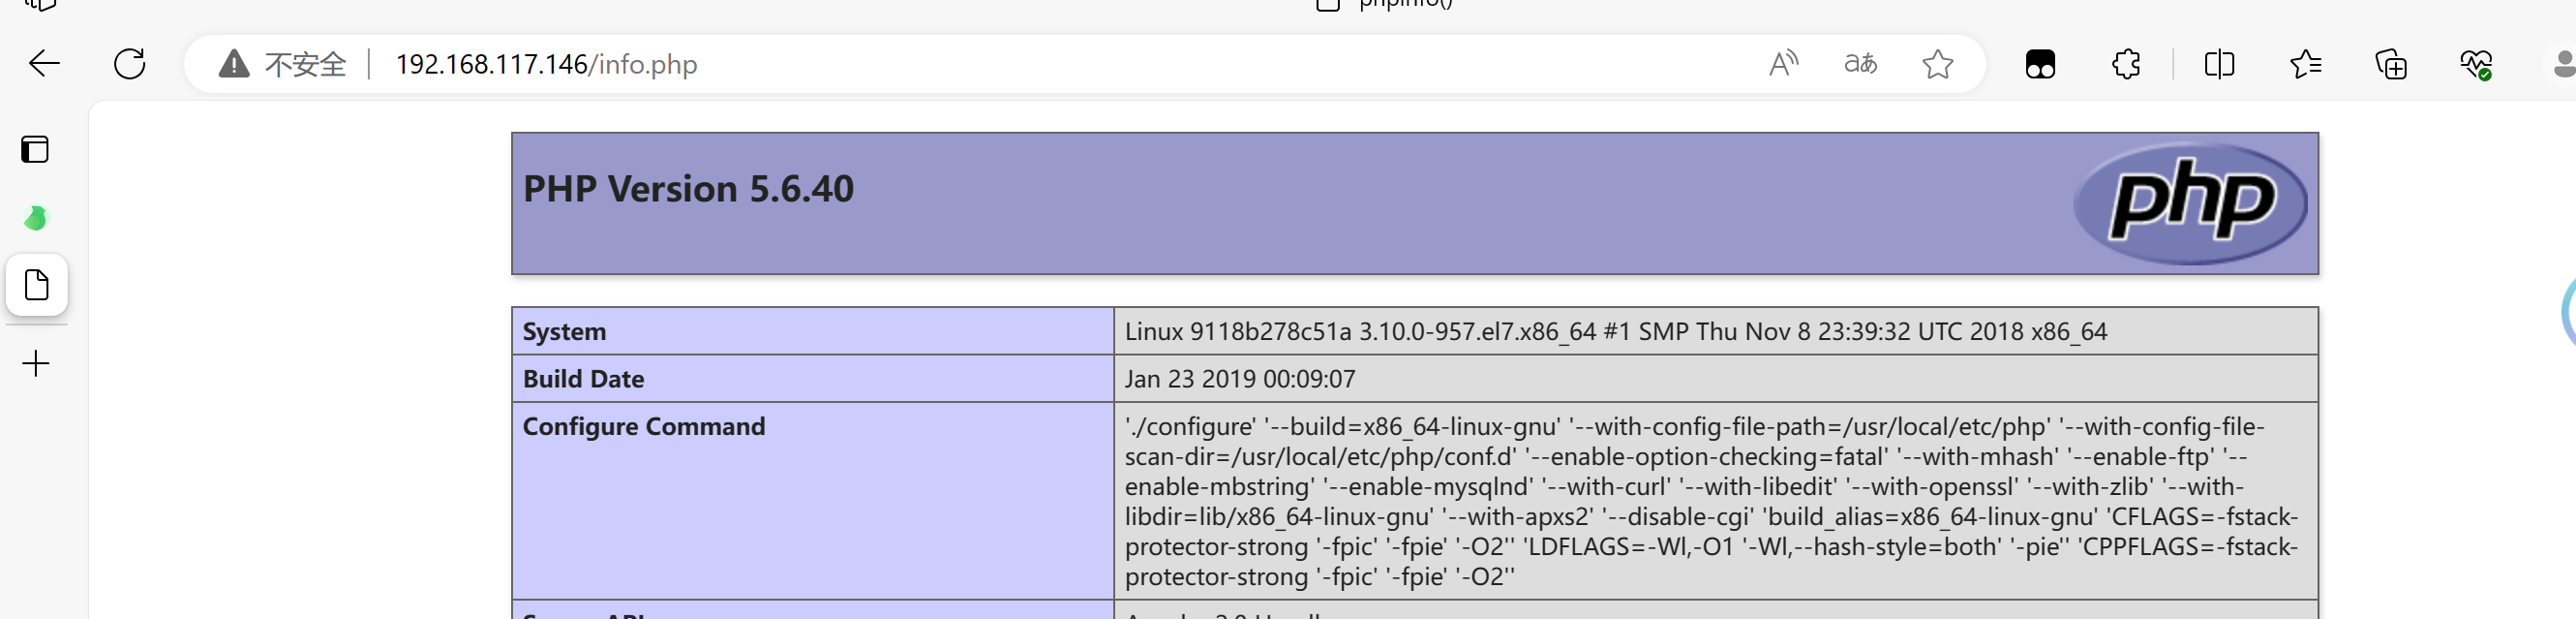 phpinfo()
不安全
192.168.117.146/info.php
aあ
PHP Version 5.6.40
php
System
Linux 9118b278c51a 3.10.0-957.el7.x86_64 #1 SMP Thu Nov 8 23:39:32 UTC 2018 x86_64
Build Date
Jan 23 2019 00:09:07
Configure Command
'./configure' '--build=x86_64-linux-gnu' '--with-config-file-path=/usr/local/etc/php' '--with-config-file-
scan-dir=/usr/local/etc/php/conf.d' '--enable-option-checking=fatal' '--with-mhash' '--enable-ftp' '--
enable-mbstring' '--enable-mysqlnd' '--with-curl' '--with-libedit' '--with-openssl' '--with-zlib' '--with-
libdir=lib/x86_64-linux-gnu' '--with-apxs2' '--disable-cgi' 'build_alias=x86_64-linux-gnu' 'CFLAGS=-fstack-
protector-strong '-fpic' '-fpie' '-O2'' 'LDFLAGS=-Wl,-O1 '-Wl,--hash-style=both' '-pie'' 'CPPFLAGS=-fstack-
protector-strong '-fpic' '-fpie' '-O2''